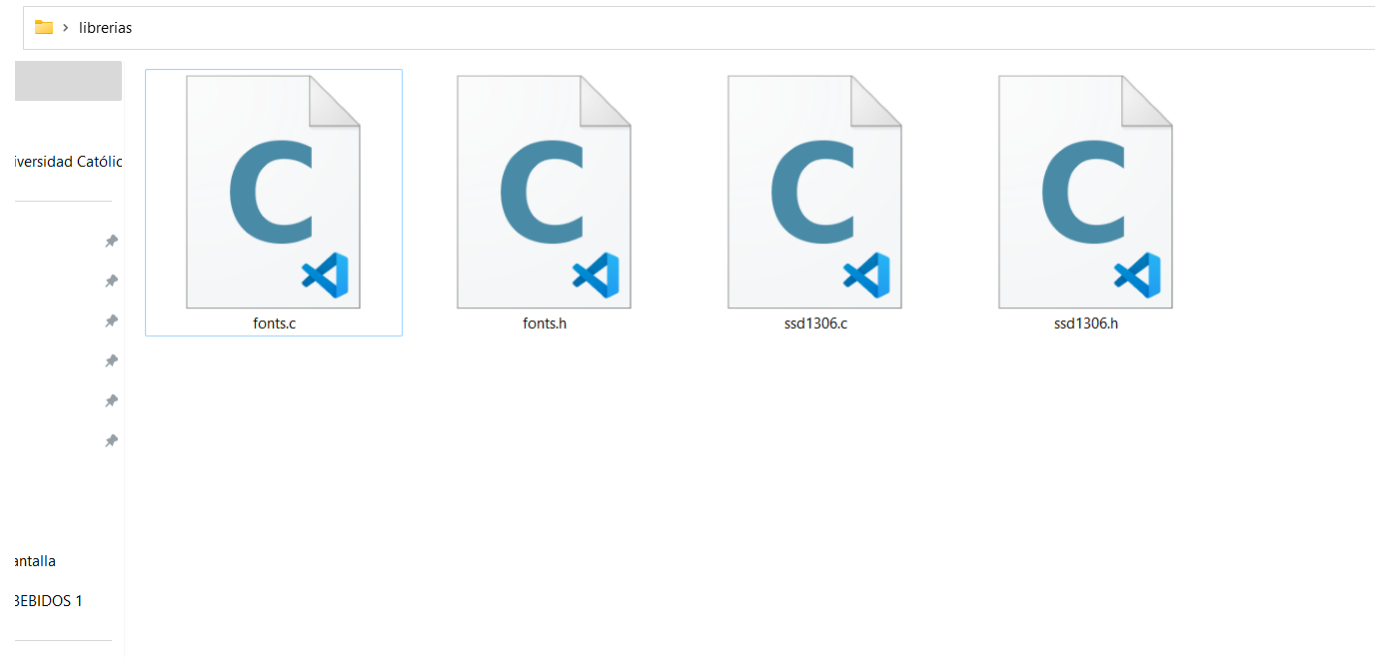 librerias
iversidad Católic
fonts.c
fonts.h
ssd1306.c
ssd1306.h
antalla
BEBIDOS 1